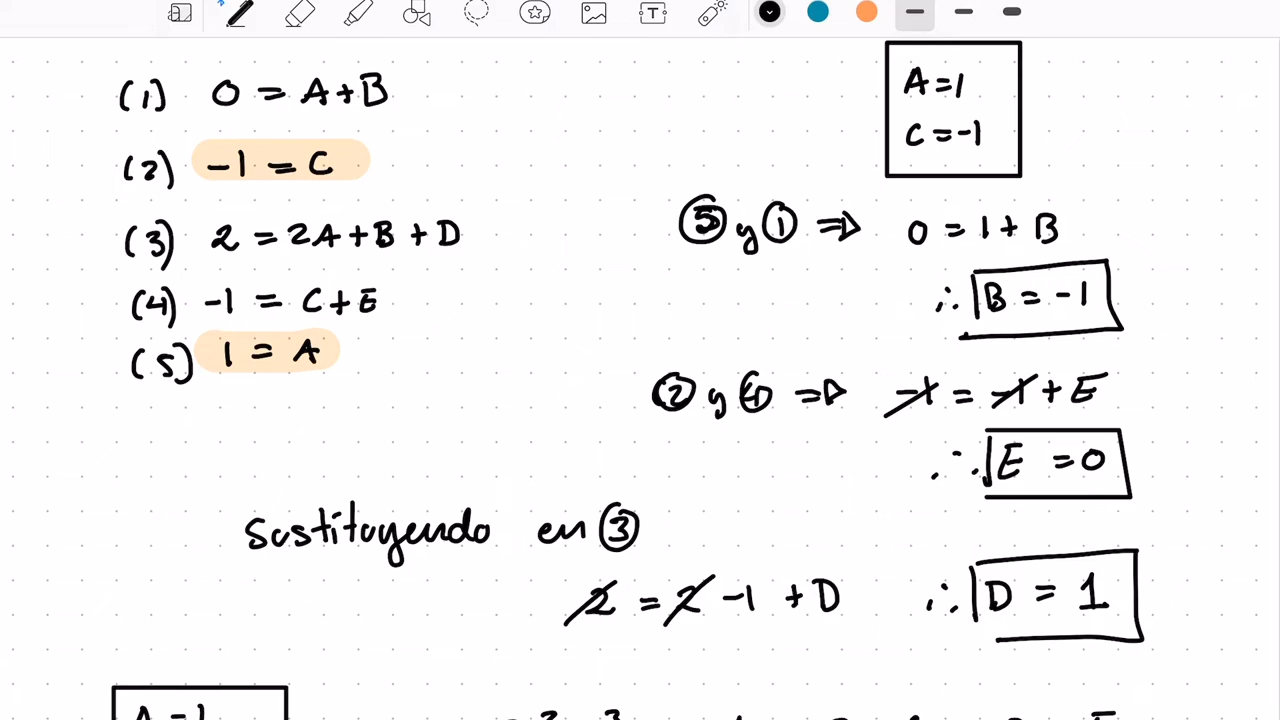 (1) 0 = A+B
(2) -1 = C
(3) 2 = 2A+B+D
(4) -1 = C+E
(5) 1 = A
A=1
C=-1
⑤ y ① ⇒ 0 = 1 + B
∴ B = -1
② y ④ ⇒ -1 = -1 + E
∴ E = 0
Sustituyendo en ③
2 = 2 -1 + D ∴ D = 1
A=1